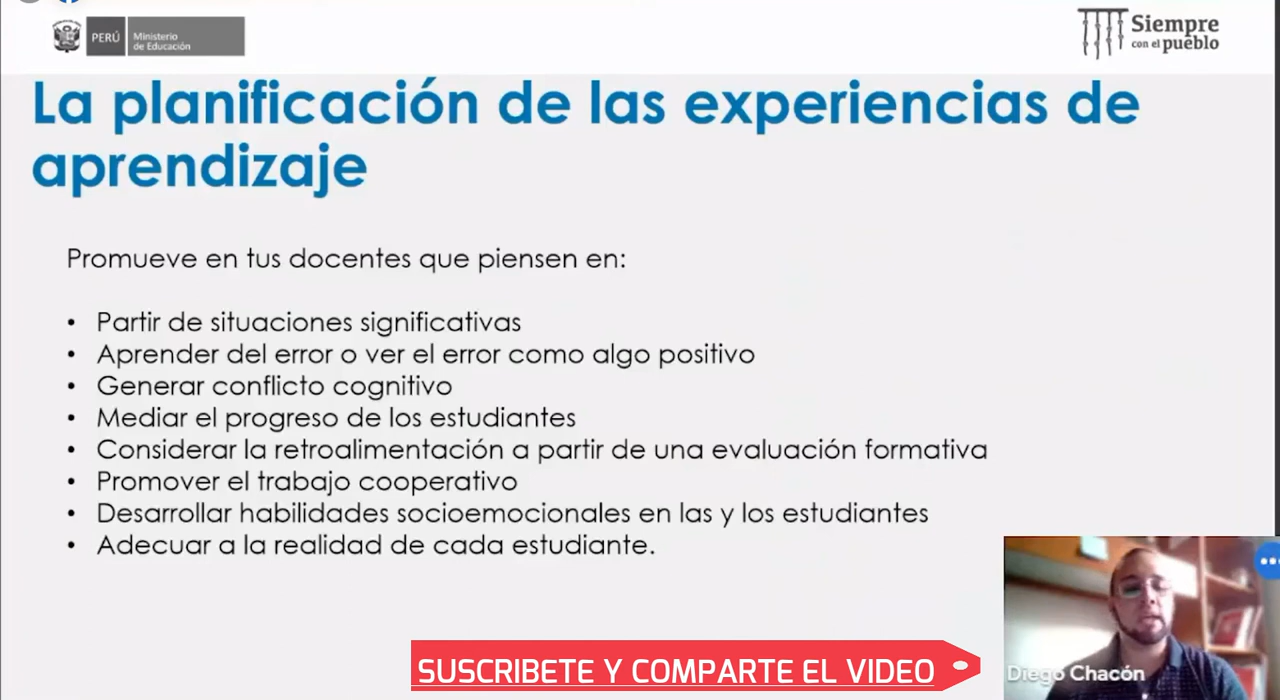 PERÚ
Ministerio
de Educación
Siempre
con el pueblo
La planificación de las experiencias de
aprendizaje
Promueve en tus docentes que piensen en:
• Partir de situaciones significativas
• Aprender del error o ver el error como algo positivo
• Generar conflicto cognitivo
• Mediar el progreso de los estudiantes
• Considerar la retroalimentación a partir de una evaluación formativa
• Promover el trabajo cooperativo
• Desarrollar habilidades socioemocionales en las y los estudiantes
• Adecuar a la realidad de cada estudiante.
SUSCRIBETE Y COMPARTE EL VIDEO
Diego Chacón